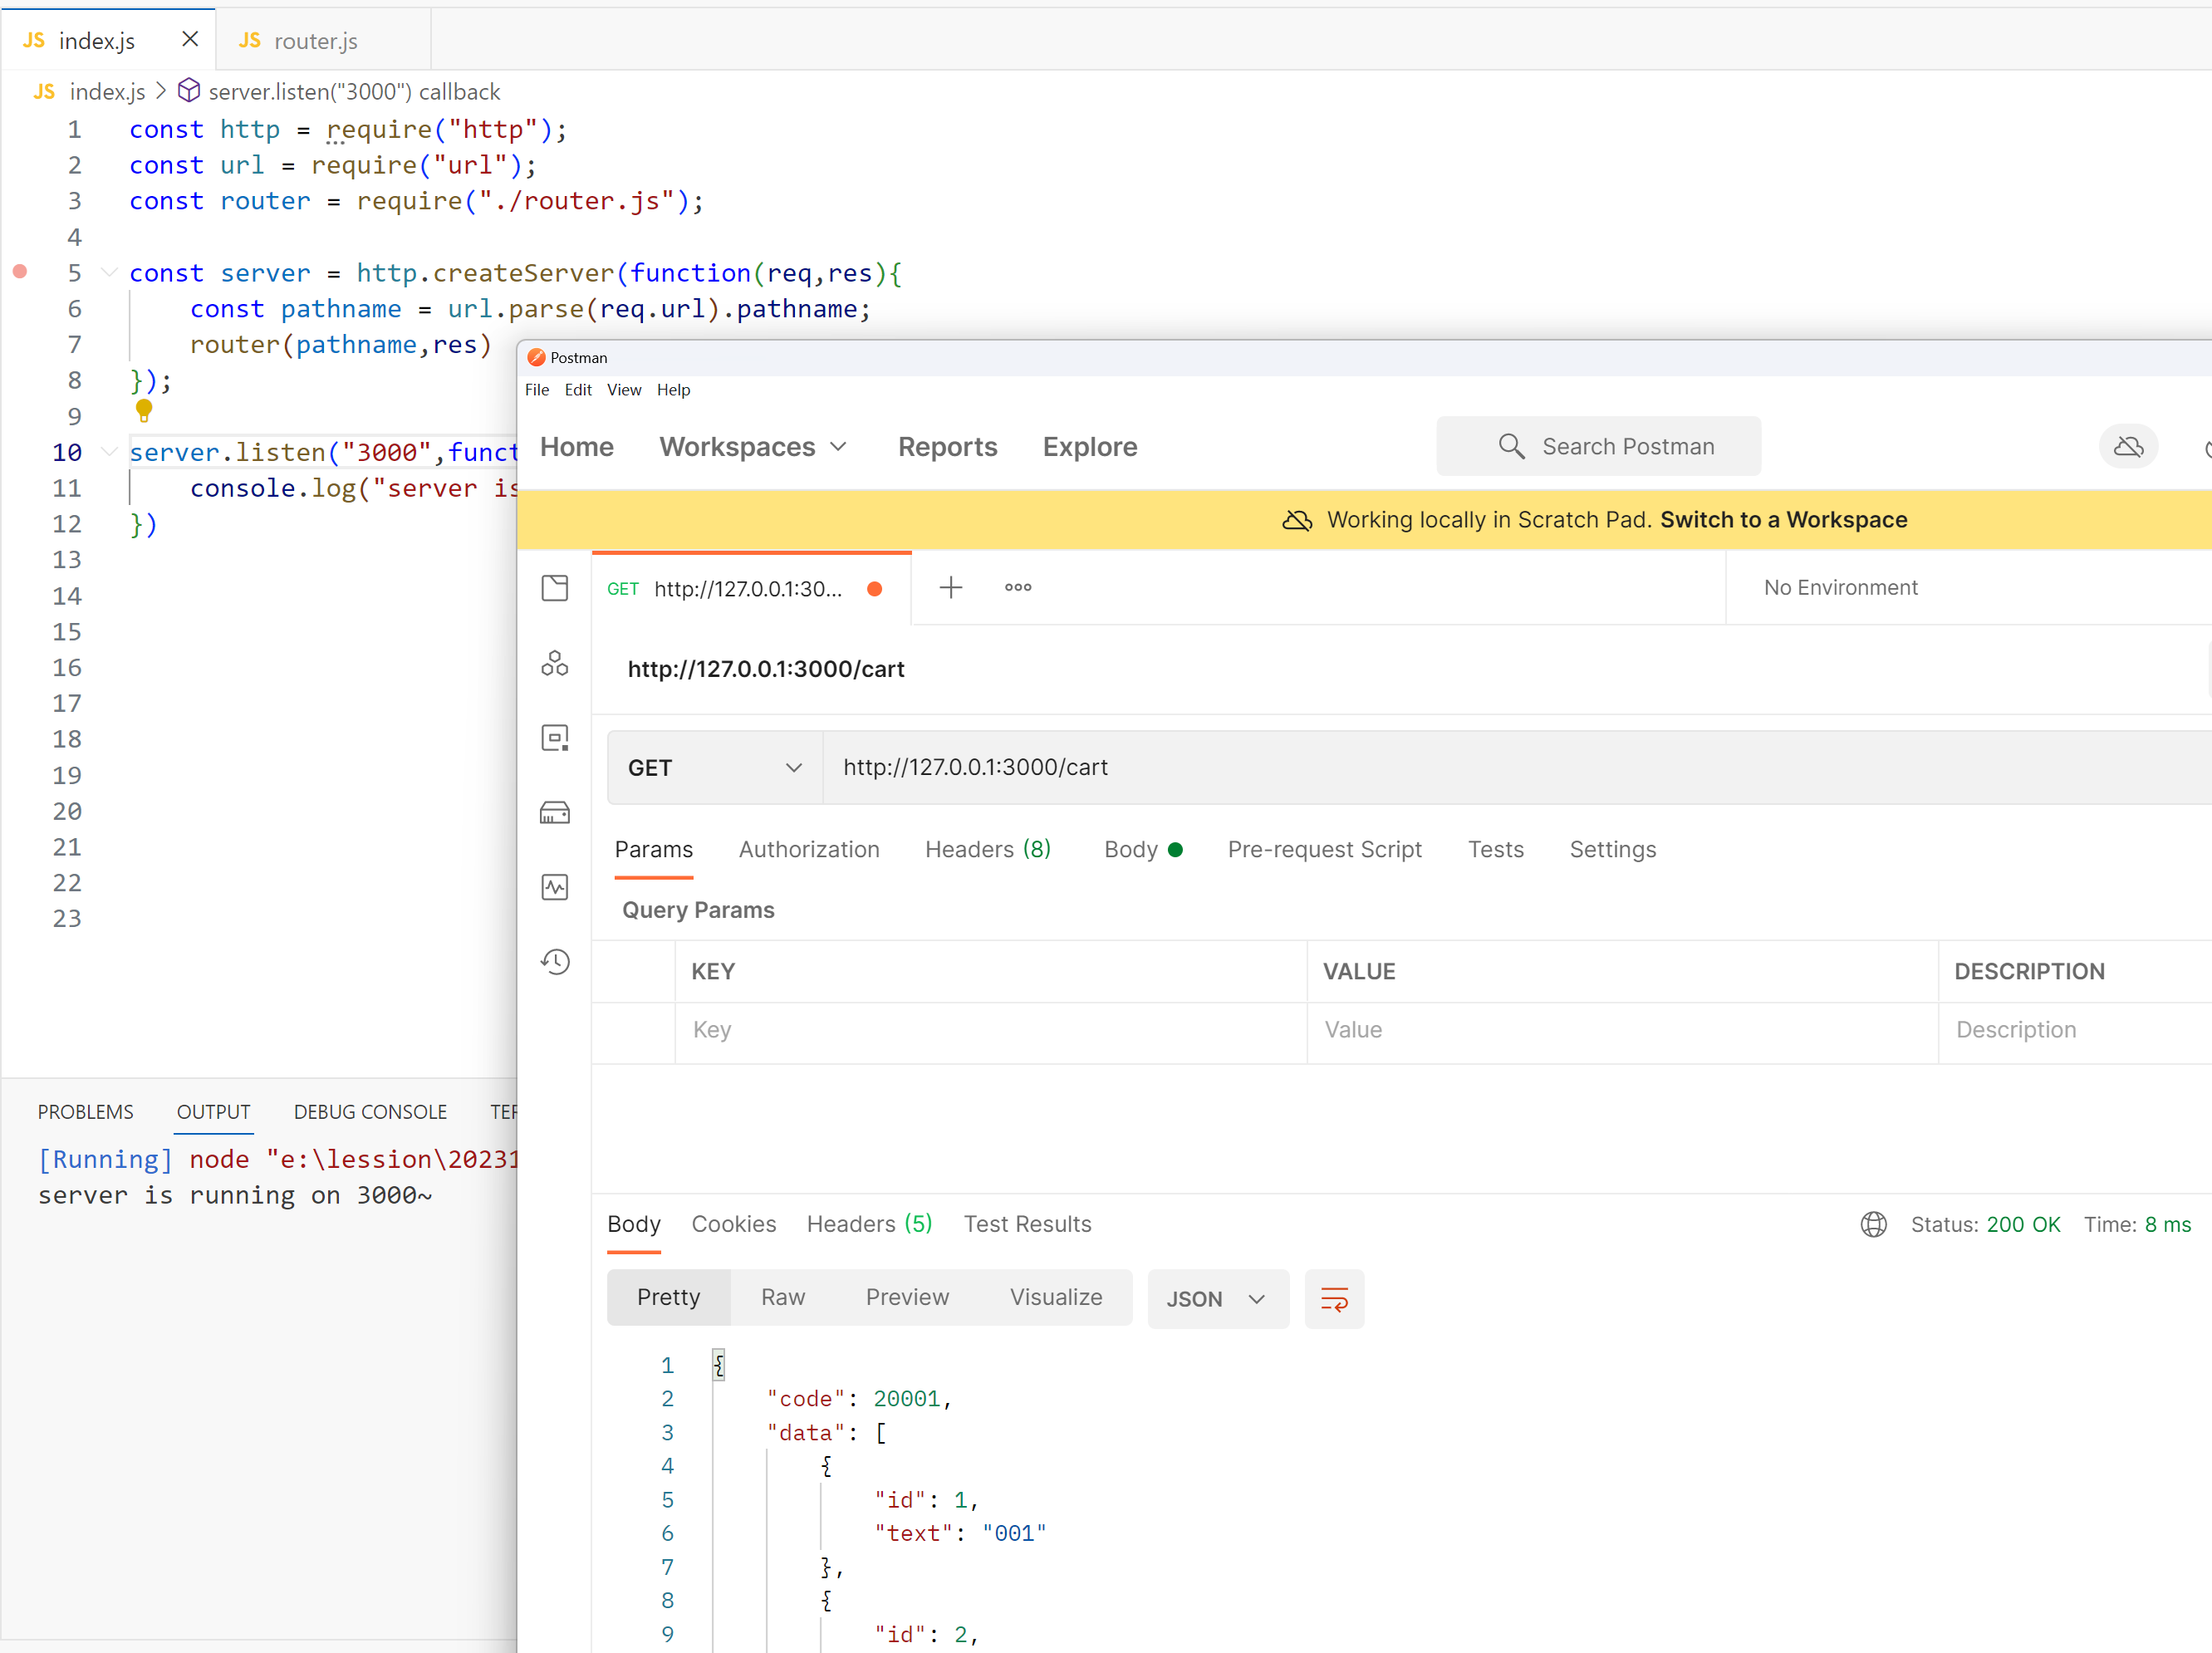 JS index.js
JS router.js
JS index.js > server.listen("3000") callback
1 const http = require("http");
2 const url = require("url");
3 const router = require("./router.js");
4
5 const server = http.createServer(function(req,res){
6 const pathname = url.parse(req.url).pathname;
7 router(pathname,res)
8 });
9
10 server.listen("3000",funct
11 console.log("server is
12 })
13
14
15
16
17
18
19
20
21
22
23
PROBLEMS OUTPUT DEBUG CONSOLE TER
[Running] node "e:\lession\20231
server is running on 3000~
Postman
File Edit View Help
Home Workspaces Reports Explore Search Postman
Working locally in Scratch Pad. Switch to a Workspace
GET http://127.0.0.1:30... No Environment
http://127.0.0.1:3000/cart
GET http://127.0.0.1:3000/cart
Params Authorization Headers (8) Body Pre-request Script Tests Settings
Query Params
KEY VALUE DESCRIPTION
Key Value Description
Body Cookies Headers (5) Test Results Status: 200 OK Time: 8 ms
Pretty Raw Preview Visualize JSON
1 {
2 "code": 20001,
3 "data": [
4 {
5 "id": 1,
6 "text": "001"
7 },
8 {
9 "id": 2,